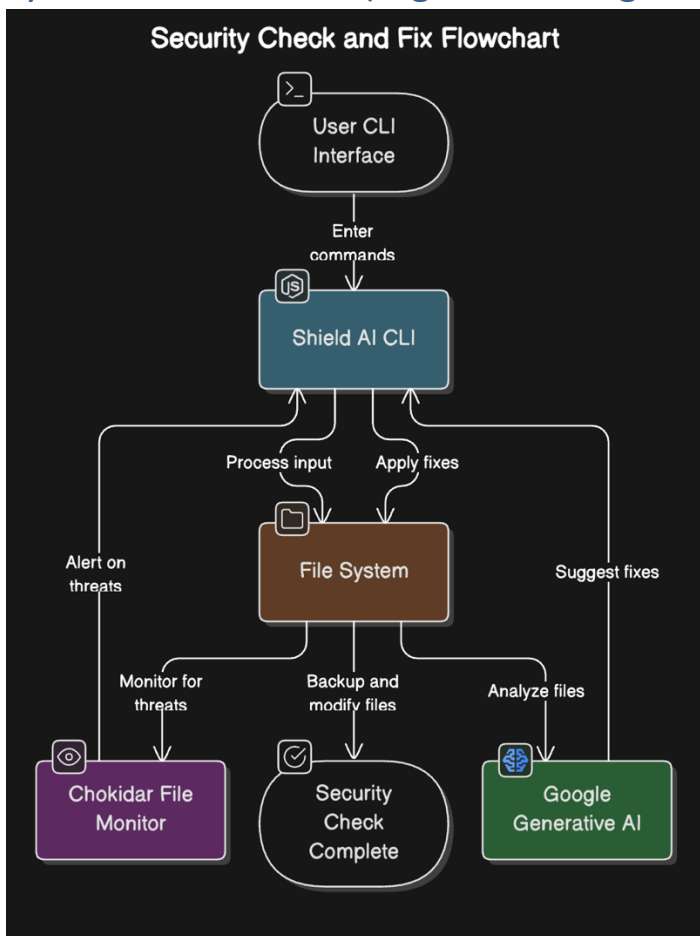 Security Check and Fix Flowchart
>_
User CLI
Interface
Enter
commands
JS
Shield AI CLI
Process input
Apply fixes
File System
Alert on
threats
Suggest fixes
Monitor for
threats
Backup and
modify files
Analyze files
Chokidar File
Monitor
Security
Check
Complete
Google
Generative AI